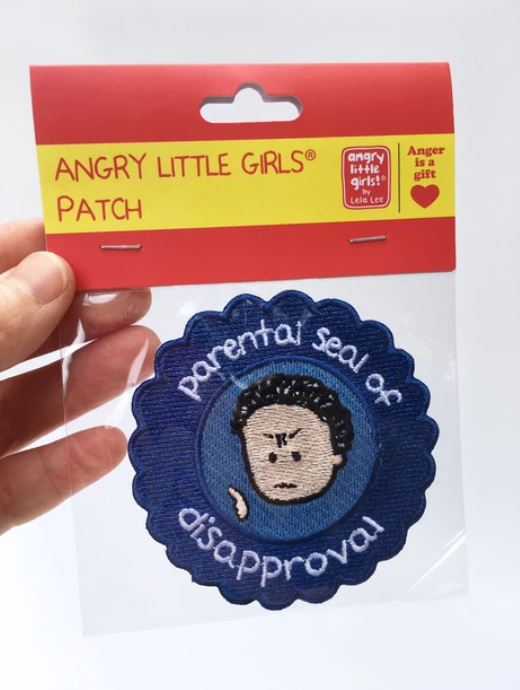 ANGRY LITTLE GIRLS®
PATCH
angry
little
girls!®
by
Lela Lee
Anger
is a
gift
parental seal of
disapproval